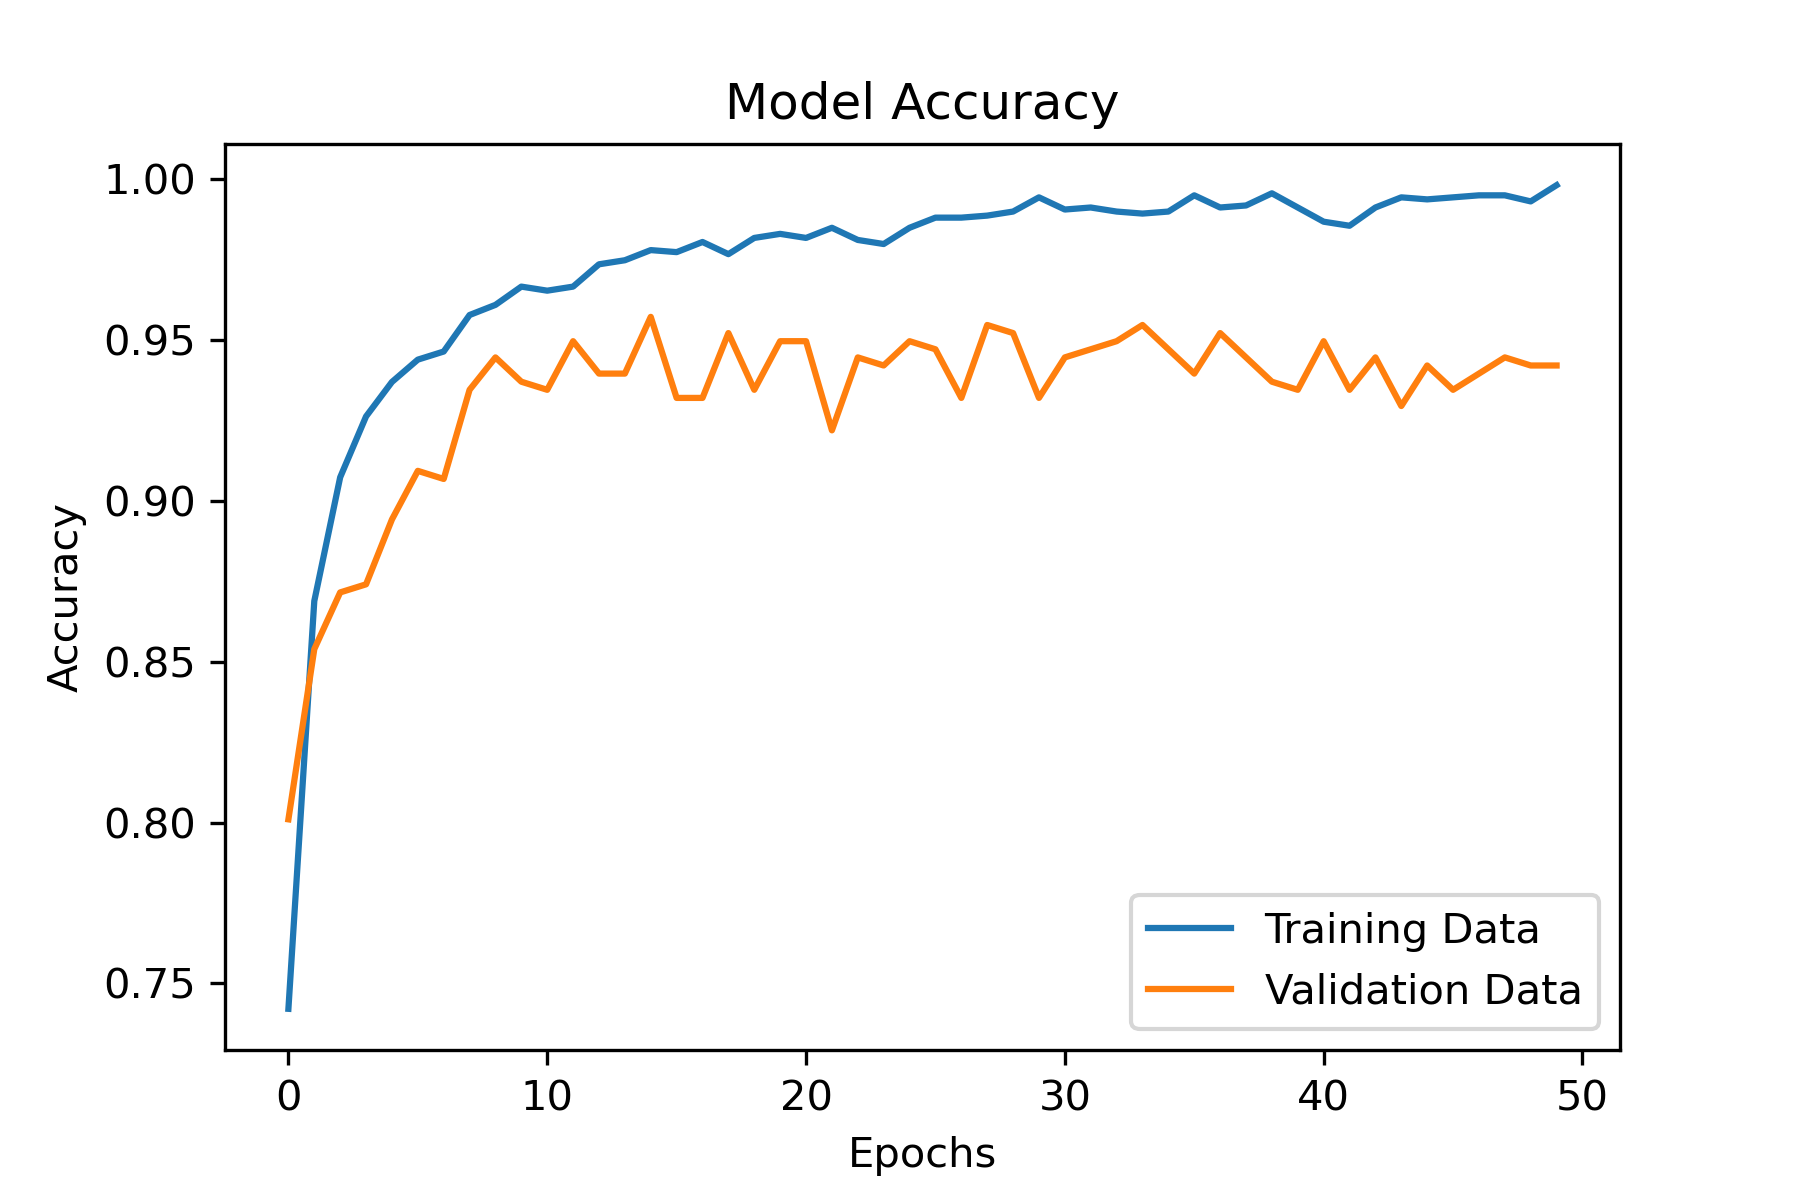 Model Accuracy
1.00
0.95
0.90
0.85
0.80
0.75
Accuracy
Training Data
Validation Data
0 10 20 30 40 50
Epochs